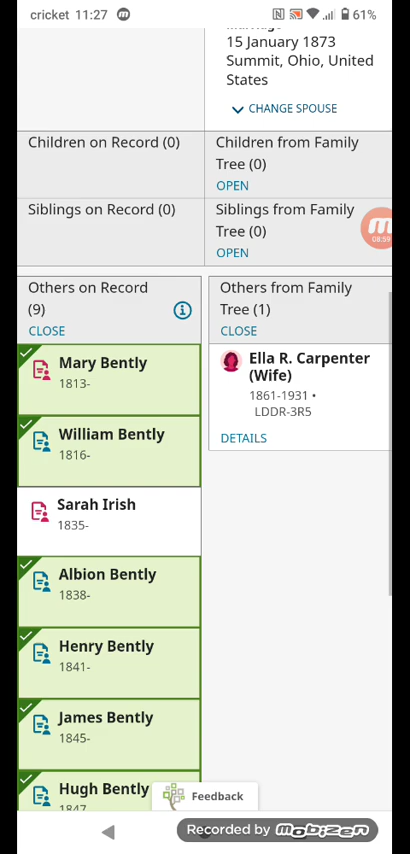 cricket 11:27 m 61%
Marriage
15 January 1873
Summit, Ohio, United
States
CHANGE SPOUSE
Children on Record (0)
Children from Family
Tree (0)
OPEN
Siblings on Record (0)
Siblings from Family
Tree (0)
OPEN
08:59
Others on Record
(9)
CLOSE
Others from Family
Tree (1)
CLOSE
Mary Bently
1813-
William Bently
1816-
Sarah Irish
1835-
Albion Bently
1838-
Henry Bently
1841-
James Bently
1845-
Hugh Bently
1847
Ella R. Carpenter
(Wife)
1861-1931 •
LDDR-3R5
DETAILS
Feedback
Recorded by mobizen